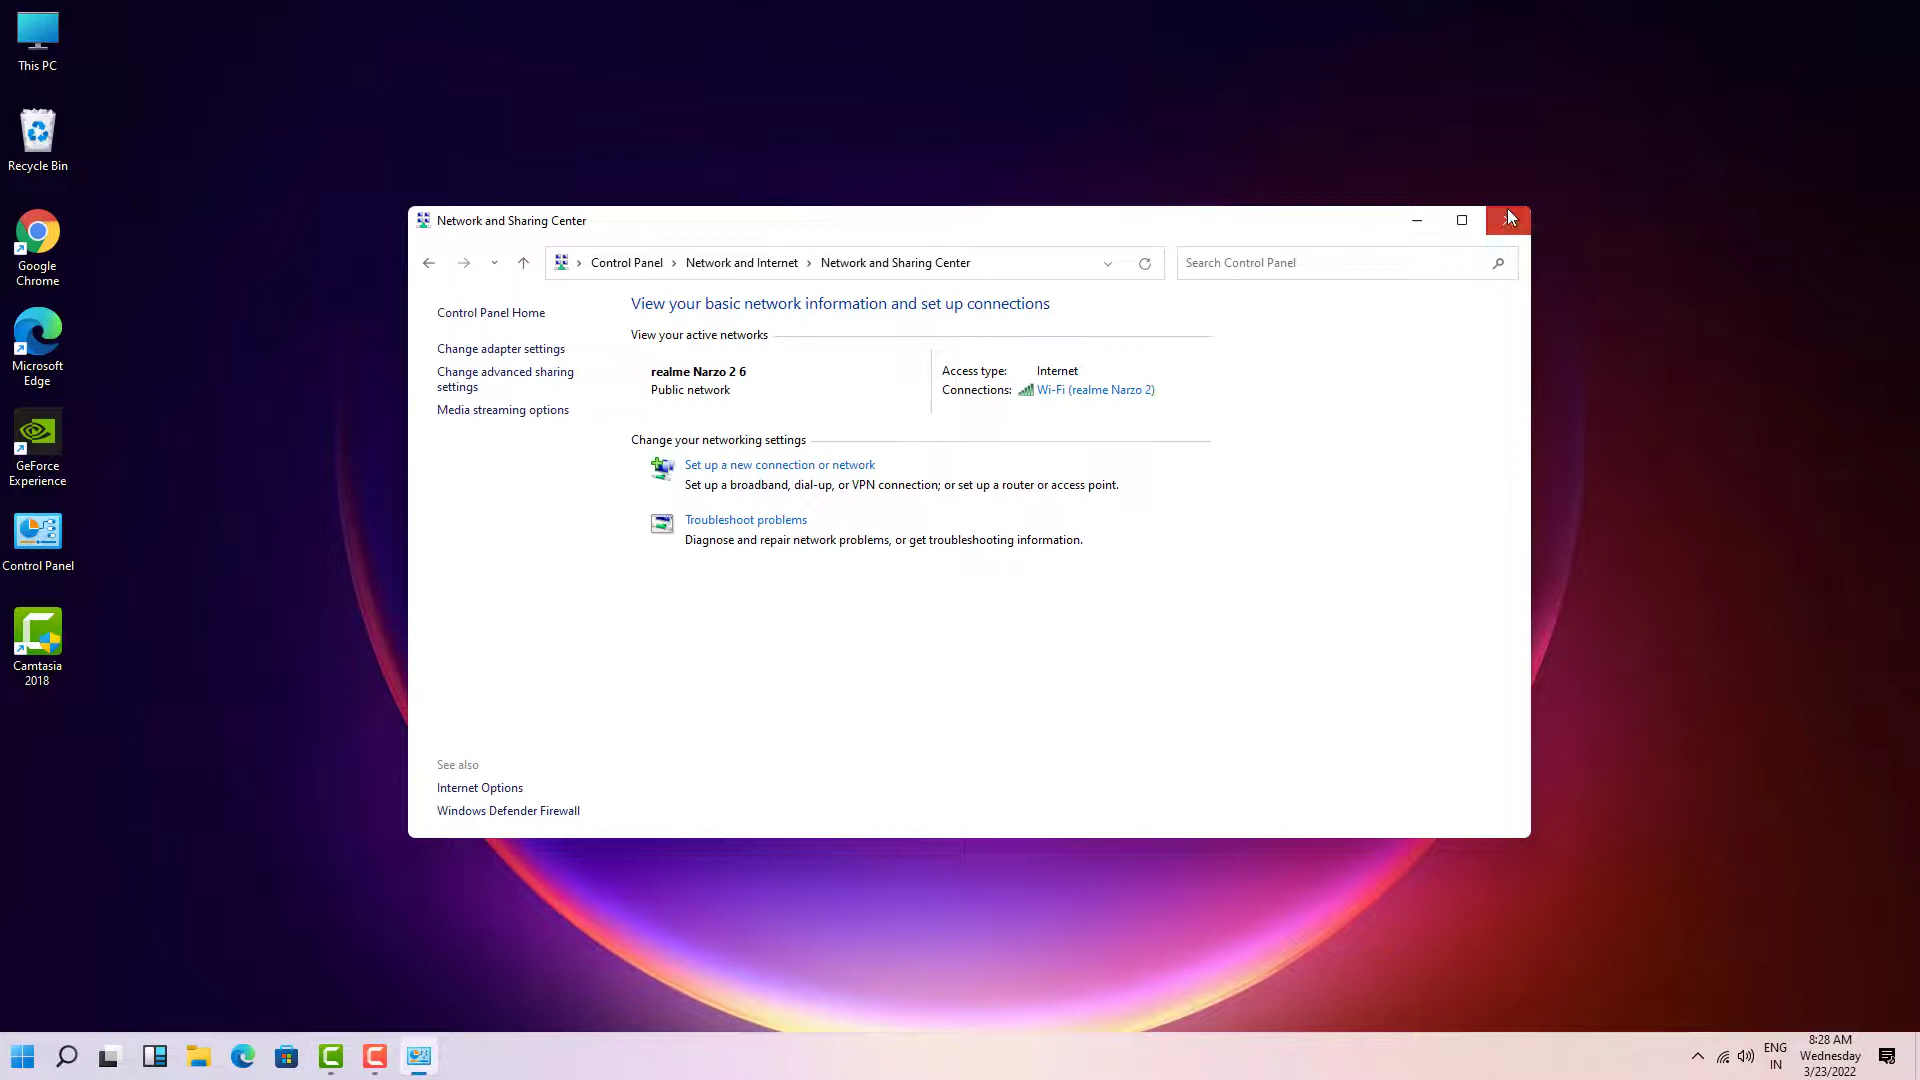 This PC
Recycle Bin
Google
Chrome
Microsoft
Edge
GeForce
Experience
Control Panel
Camtasia
2018
Network and Sharing Center
Control Panel
Network and Internet
Network and Sharing Center
Search Control Panel
Control Panel Home
Change adapter settings
Change advanced sharing
settings
Media streaming options
View your basic network information and set up connections
View your active networks
realme Narzo 2 6
Public network
Access type: Internet
Connections: Wi-Fi (realme Narzo 2)
Change your networking settings
Set up a new connection or network
Set up a broadband, dial-up, or VPN connection; or set up a router or access point.
Troubleshoot problems
Diagnose and repair network problems, or get troubleshooting information.
See also
Internet Options
Windows Defender Firewall
ENG
IN
8:28 AM
Wednesday
3/23/2022